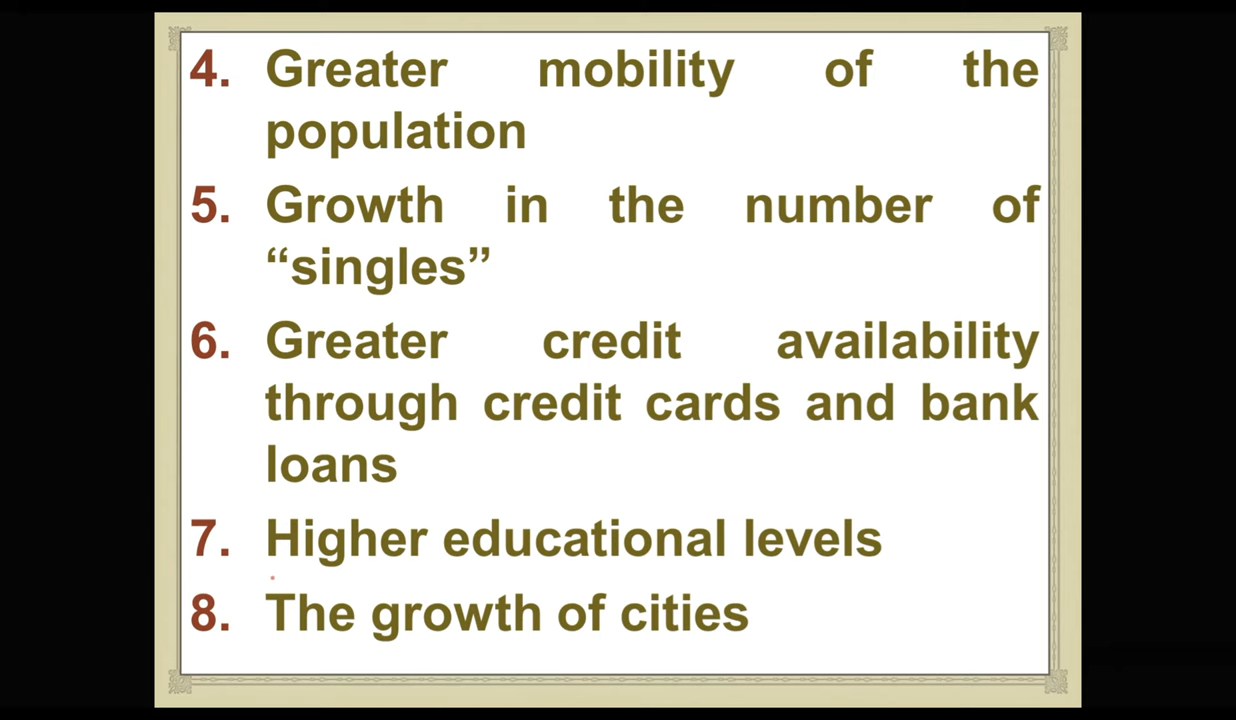 4. Greater mobility of the
population
5. Growth in the number of
“singles”
6. Greater credit availability
through credit cards and bank
loans
7. Higher educational levels
8. The growth of cities